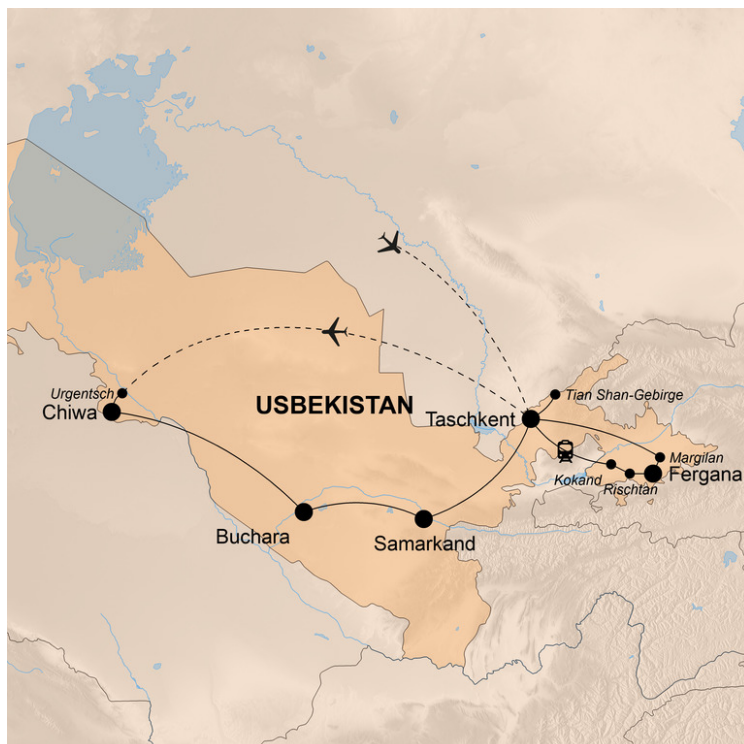 Urgentsch
Chiwa
USBEKISTAN
Taschkent
Tian Shan-Gebirge
Margilan
Kokand
Rischtan
Fergana
Buchara
Samarkand